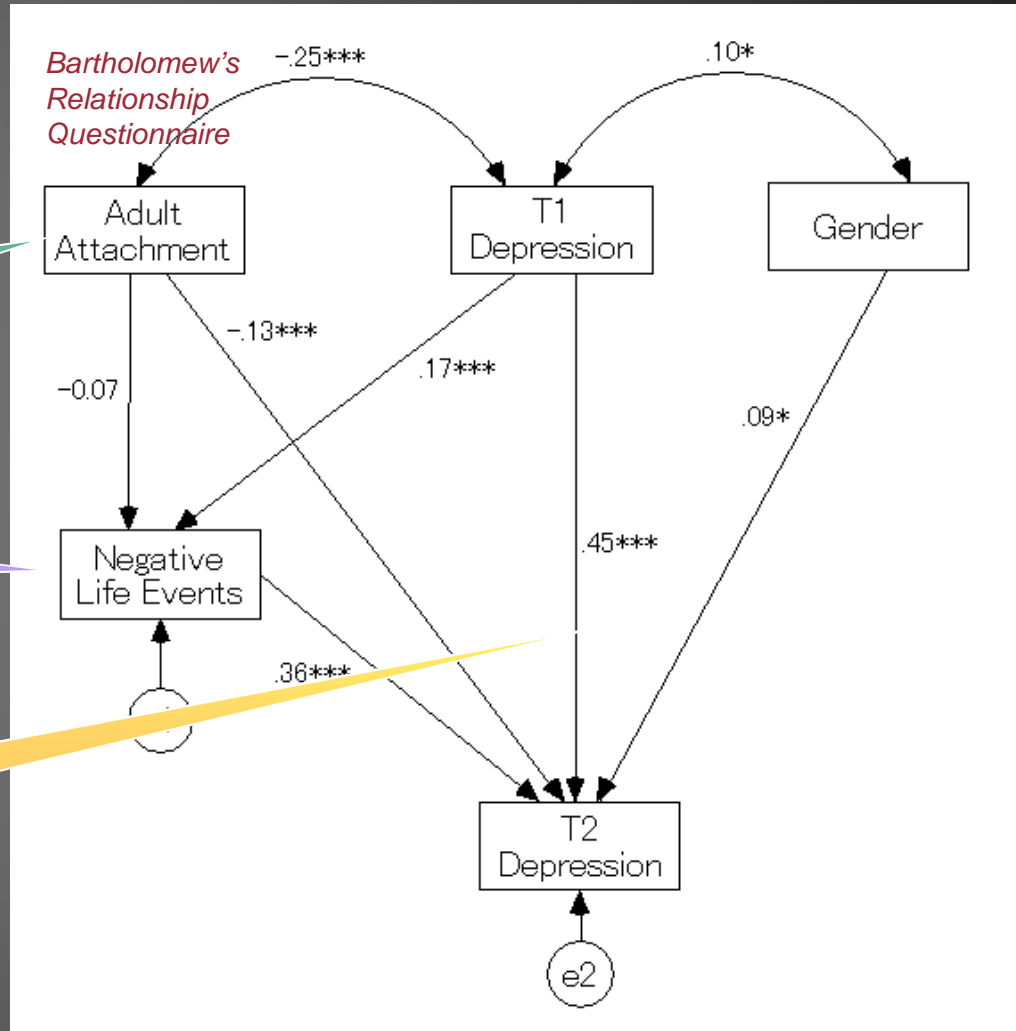 Bartholomew's
Relationship
Questionnaire
-.25***
.10*
Adult
Attachment
T1
Depression
Gender
-.13***
.17***
-0.07
.09*
.45***
Negative
Life Events
.36***
T2
Depression
e2